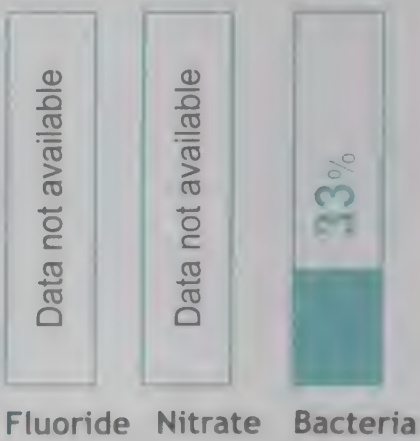 Data not available
Data not available
33%
Fluoride Nitrate Bacteria